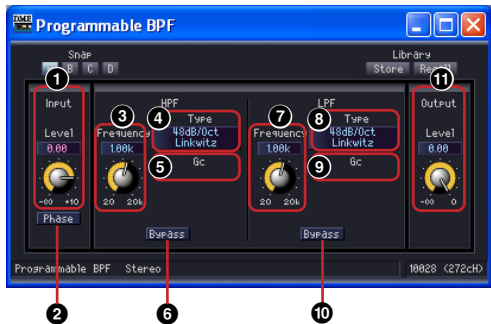 DME Programmable BPF
Snap
B C D
Library
Store Recall
1
11
Input
Level
0.00
-∞ +10
Phase
HPF
3
Frequency
1.00k
20 20k
4
Type
48dB/Oct
Linkwitz
5
Gc
Bypass
LPF
7
Frequency
1.00k
20 20k
8
Type
48dB/Oct
Linkwitz
9
Gc
Bypass
Output
Level
0.00
-∞ 0
Programmable BPF Stereo
10028 (272cH)
2
6
10